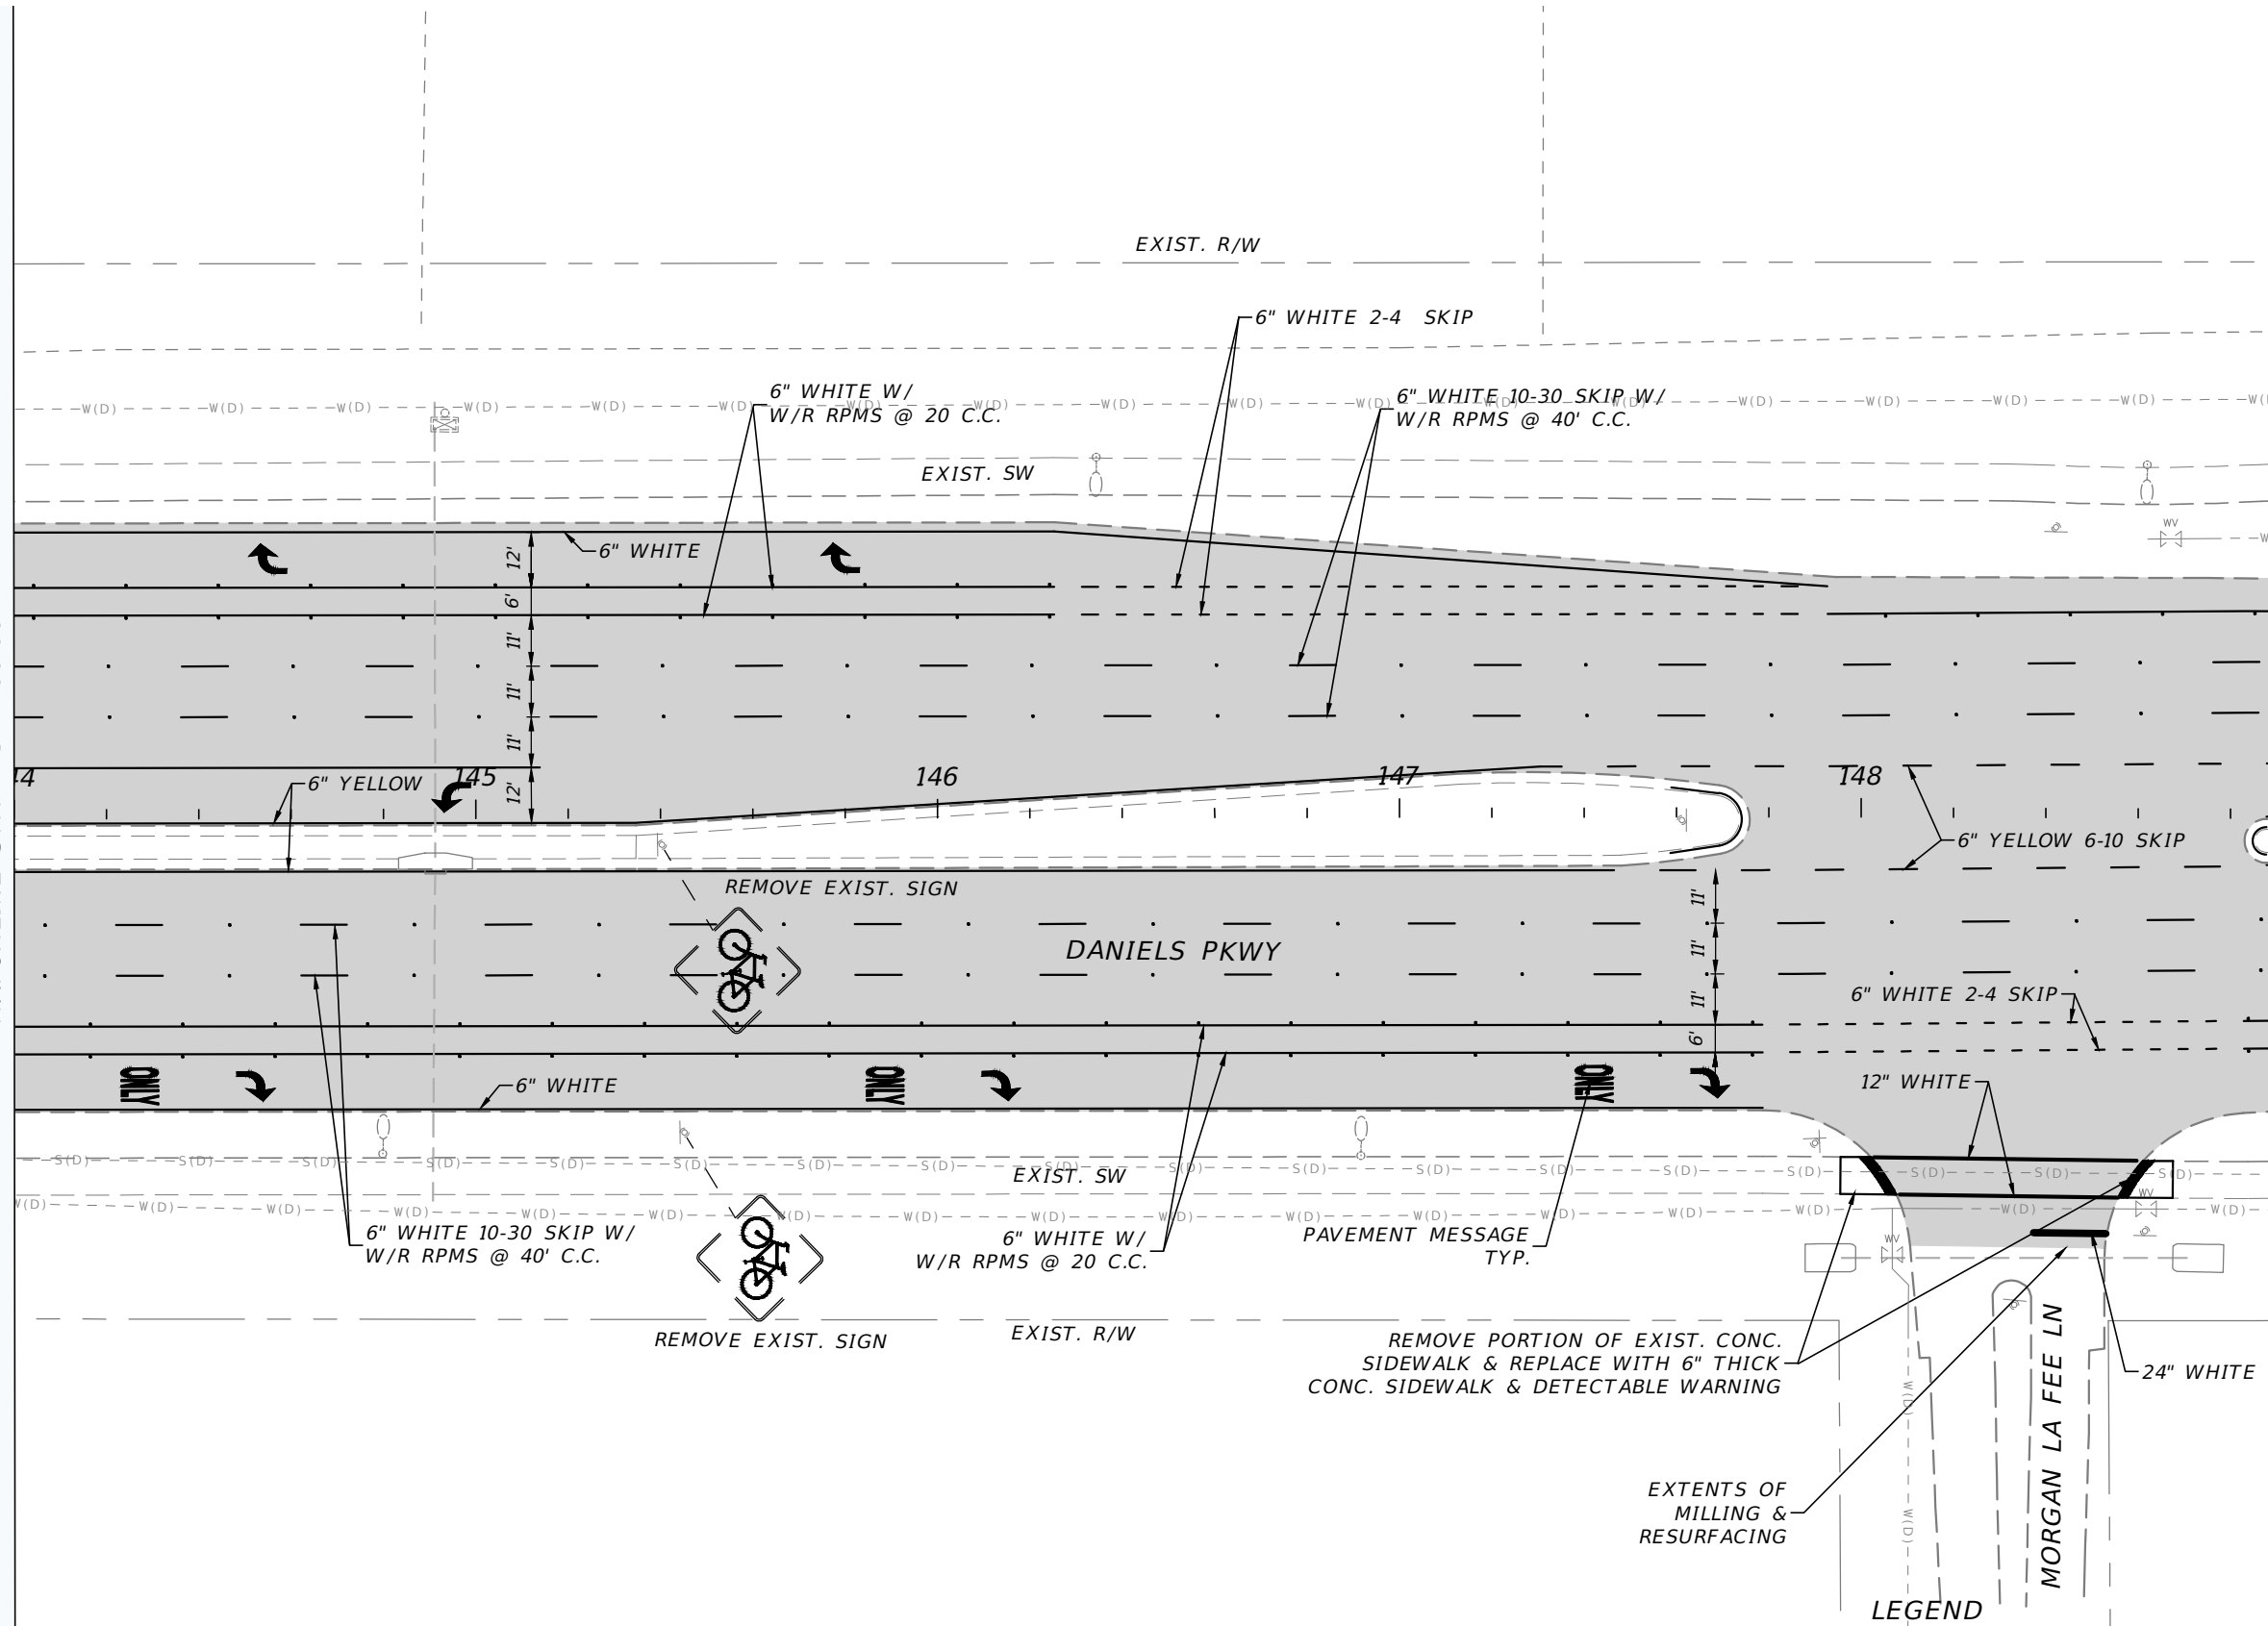 EXIST. R/W
6" WHITE 2-4 SKIP
W(D) W(D) W(D) W(D) W(D) W(D) W(D) W(D) W(D) W(D) W(D) W(D) W(D) W(D) W(D) W(D) W(D)
6" WHITE W/
W/R RPMS @ 20 C.C.
6" WHITE 10-30 SKIP W/
W/R RPMS @ 40' C.C.
EXIST. SW
WV
6" WHITE
12'
6'
11'
11'
11'
12'
6" YELLOW
145
146
147
148
6" YELLOW 6-10 SKIP
REMOVE EXIST. SIGN
DANIELS PKWY
11'
11'
11'
6'
6" WHITE 2-4 SKIP
ONLY
ONLY
ONLY
6" WHITE
12" WHITE
S(D) S(D) S(D) S(D) S(D) S(D) S(D) S(D) S(D) S(D) S(D) S(D) S(D) S(D) S(D) S(D) S(D) S(D)
EXIST. SW
WV
W(D) W(D) W(D) W(D) W(D) W(D) W(D) W(D) W(D) W(D) W(D) W(D) W(D) W(D) W(D) W(D) W(D)
WV
6" WHITE 10-30 SKIP W/
W/R RPMS @ 40' C.C.
6" WHITE W/
W/R RPMS @ 20 C.C.
PAVEMENT MESSAGE
TYP.
REMOVE EXIST. SIGN
EXIST. R/W
REMOVE PORTION OF EXIST. CONC.
SIDEWALK & REPLACE WITH 6" THICK
CONC. SIDEWALK & DETECTABLE WARNING
24" WHITE
W(D)
W(D)
MORGAN LA FEE LN
EXTENTS OF
MILLING &
RESURFACING
LEGEND